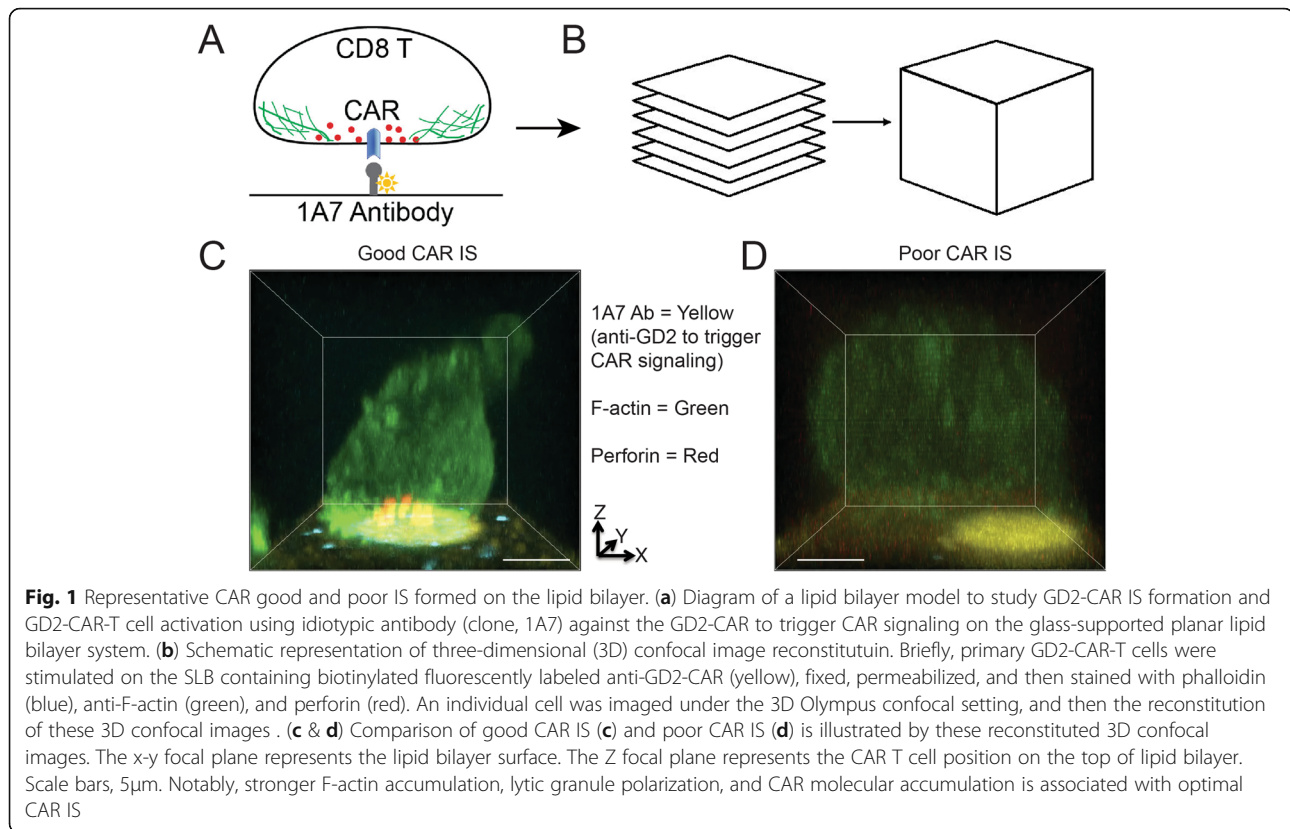 A
CD8 T
CAR
1A7 Antibody
B
C
Good CAR IS
1A7 Ab = Yellow
(anti-GD2 to trigger
CAR signaling)
F-actin = Green
Perforin = Red
Z
Y
X
D
Poor CAR IS
Fig. 1 Representative CAR good and poor IS formed on the lipid bilayer. (a) Diagram of a lipid bilayer model to study GD2-CAR IS formation and
GD2-CAR-T cell activation using idiotypic antibody (clone, 1A7) against the GD2-CAR to trigger CAR signaling on the glass-supported planar lipid
bilayer system. (b) Schematic representation of three-dimensional (3D) confocal image reconstitutuin. Briefly, primary GD2-CAR-T cells were
stimulated on the SLB containing biotinylated fluorescently labeled anti-GD2-CAR (yellow), fixed, permeabilized, and then stained with phalloidin
(blue), anti-F-actin (green), and perforin (red). An individual cell was imaged under the 3D Olympus confocal setting, and then the reconstitution
of these 3D confocal images . (c & d) Comparison of good CAR IS (c) and poor CAR IS (d) is illustrated by these reconstituted 3D confocal
images. The x-y focal plane represents the lipid bilayer surface. The Z focal plane represents the CAR T cell position on the top of lipid bilayer.
Scale bars, 5μm. Notably, stronger F-actin accumulation, lytic granule polarization, and CAR molecular accumulation is associated with optimal
CAR IS